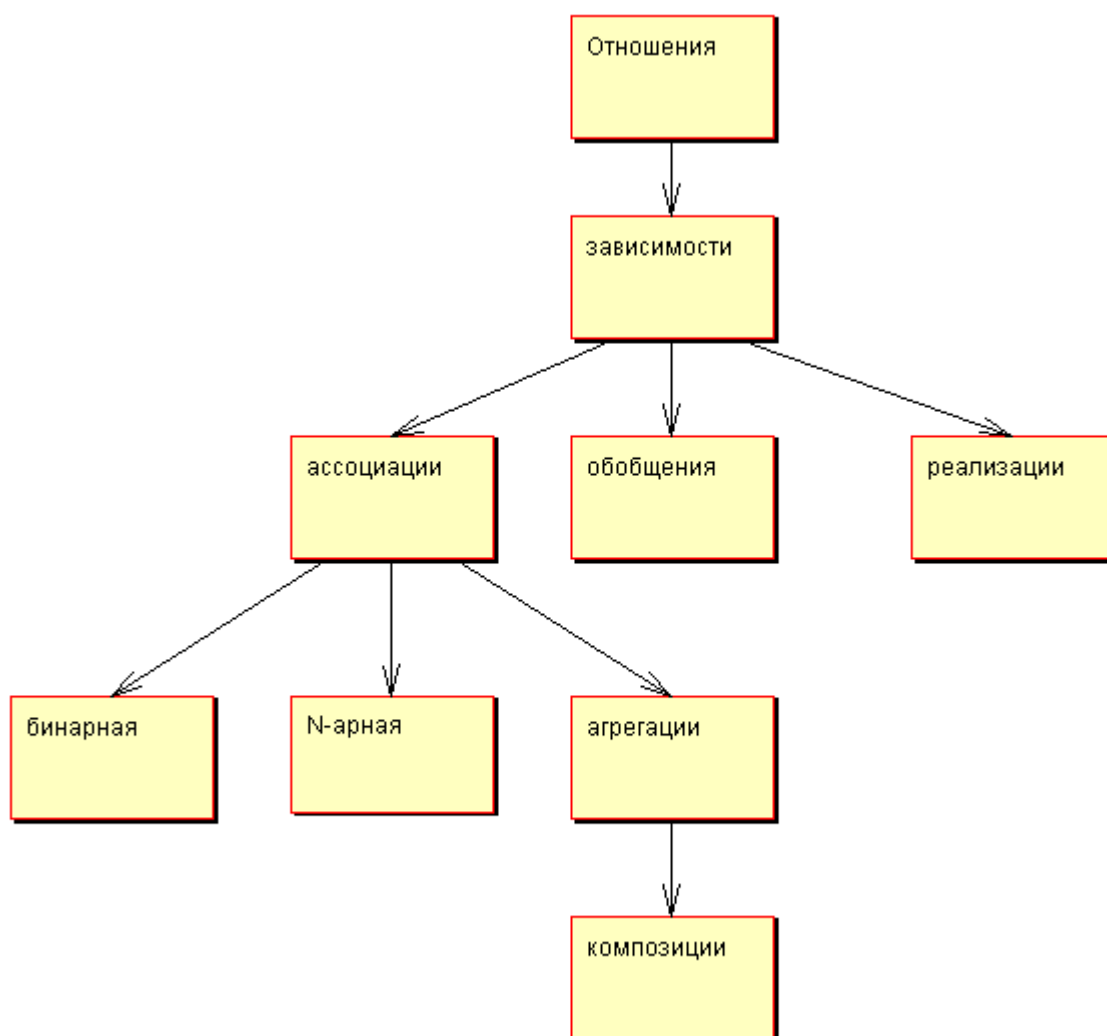 Отношения
зависимости
ассоциации
обобщения
реализации
бинарная
N-арная
агрегации
композиции